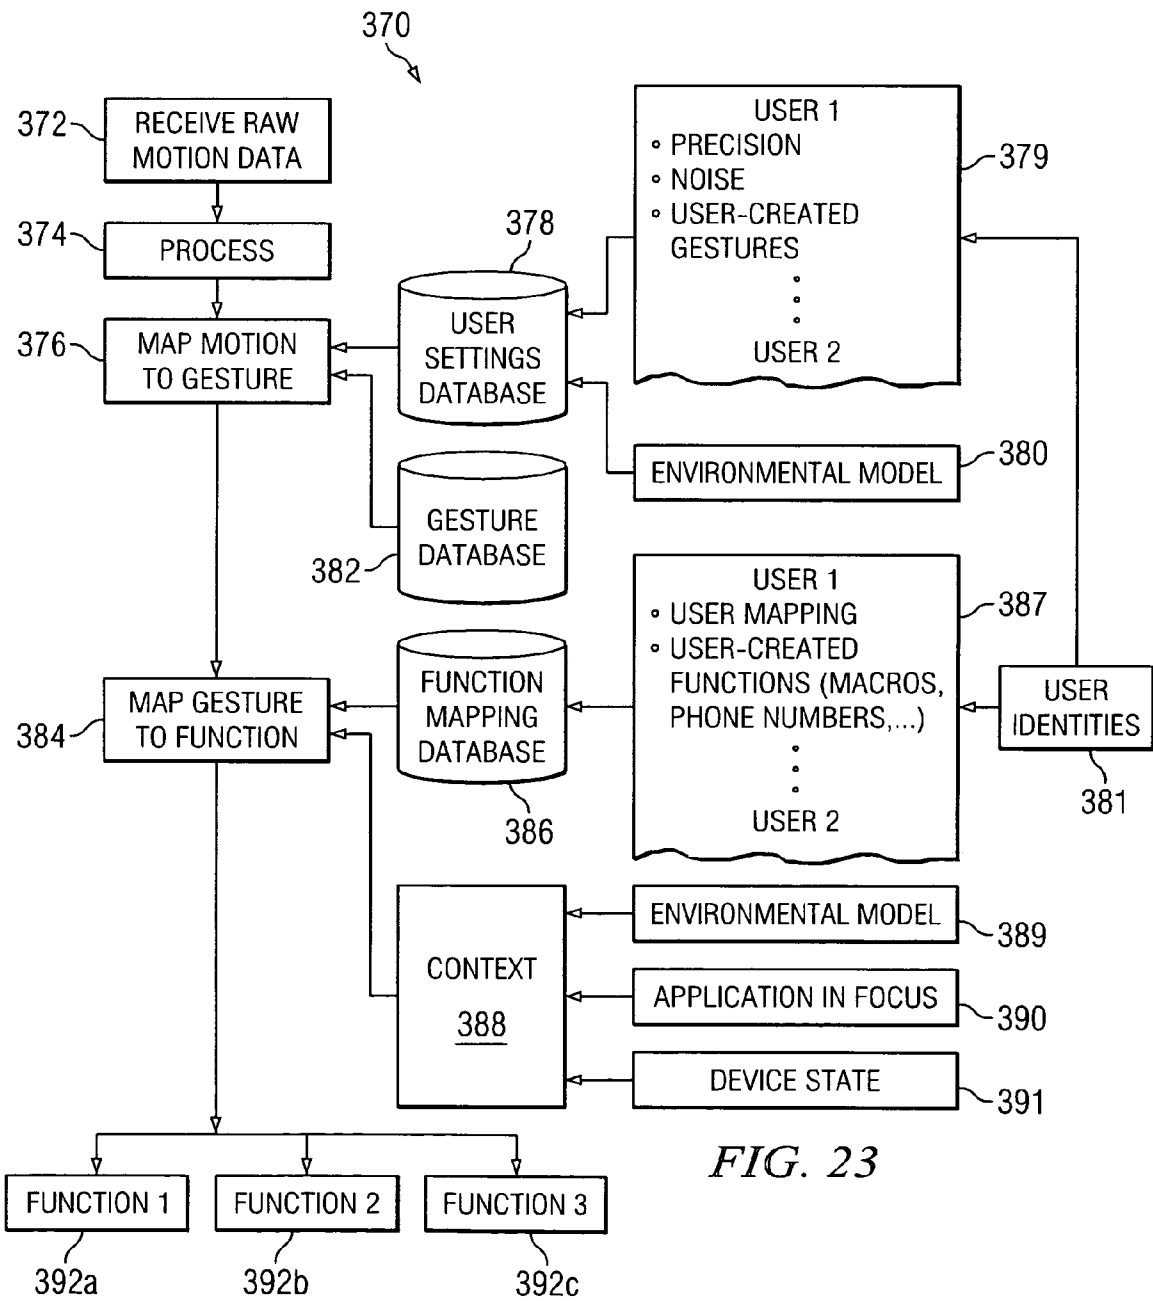 370
372
RECEIVE RAW
MOTION DATA
374
PROCESS
376
MAP MOTION
TO GESTURE
378
USER
SETTINGS
DATABASE
USER 1
∘ PRECISION
∘ NOISE
∘ USER-CREATED
GESTURES
USER 2
379
ENVIRONMENTAL MODEL
380
382
GESTURE
DATABASE
384
MAP GESTURE
TO FUNCTION
FUNCTION
MAPPING
DATABASE
386
USER 1
∘ USER MAPPING
∘ USER-CREATED
FUNCTIONS (MACROS,
PHONE NUMBERS,...)
USER 2
387
USER
IDENTITIES
381
CONTEXT
388
ENVIRONMENTAL MODEL
389
APPLICATION IN FOCUS
390
DEVICE STATE
391
FUNCTION 1
392a
FUNCTION 2
392b
FUNCTION 3
392c
FIG. 23